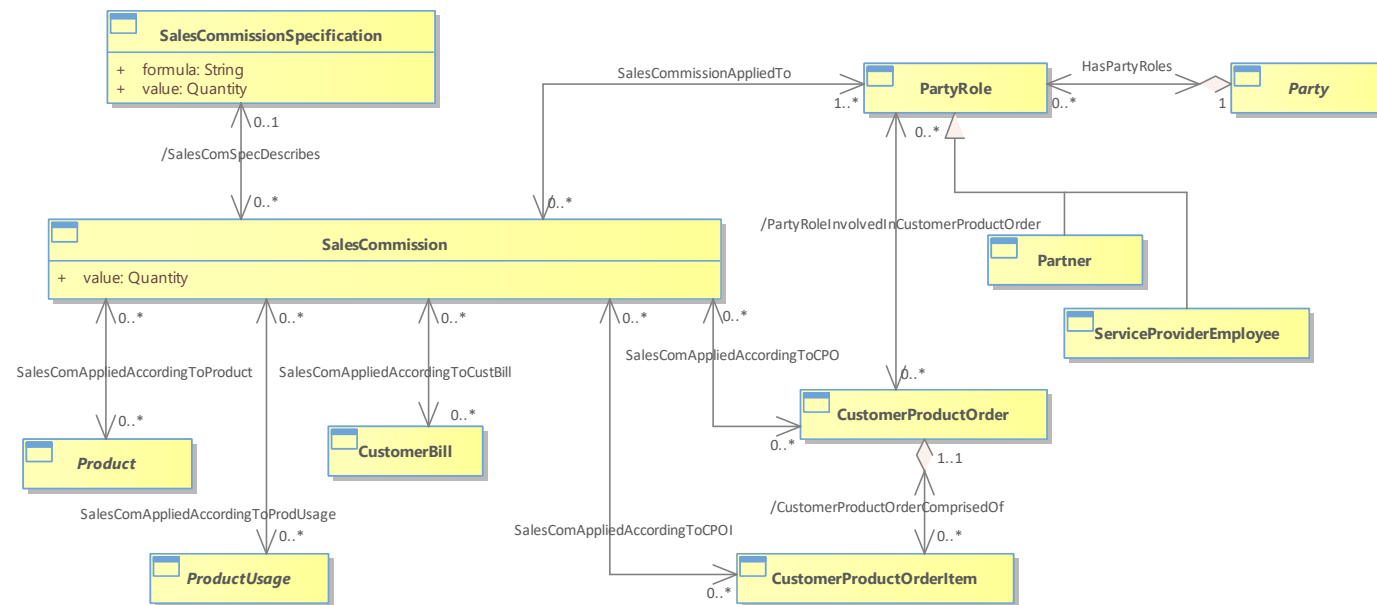 SalesCommissionSpecification
+ formula: String
+ value: Quantity
0..1
/SalesComSpecDescribes
0..*
SalesCommissionAppliedTo
1..*
PartyRole
0..*
HasPartyRoles
1
Party
0..*
0..*
SalesCommission
+ value: Quantity
/PartyRoleInvolvedInCustomerProductOrder
Partner
ServiceProviderEmployee
0..*
0..*
0..*
0..*
0..*
SalesComAppliedAccordingToCPO
SalesComAppliedAccordingToProduct
SalesComAppliedAccordingToCustBill
0..*
0..*
0..*
0..*
CustomerProductOrder
CustomerBill
Product
1..1
/CustomerProductOrderComprisedOf
SalesComAppliedAccordingToProdUsage
SalesComAppliedAccordingToCPOI
0..*
0..*
ProductUsage
CustomerProductOrderItem
0..*